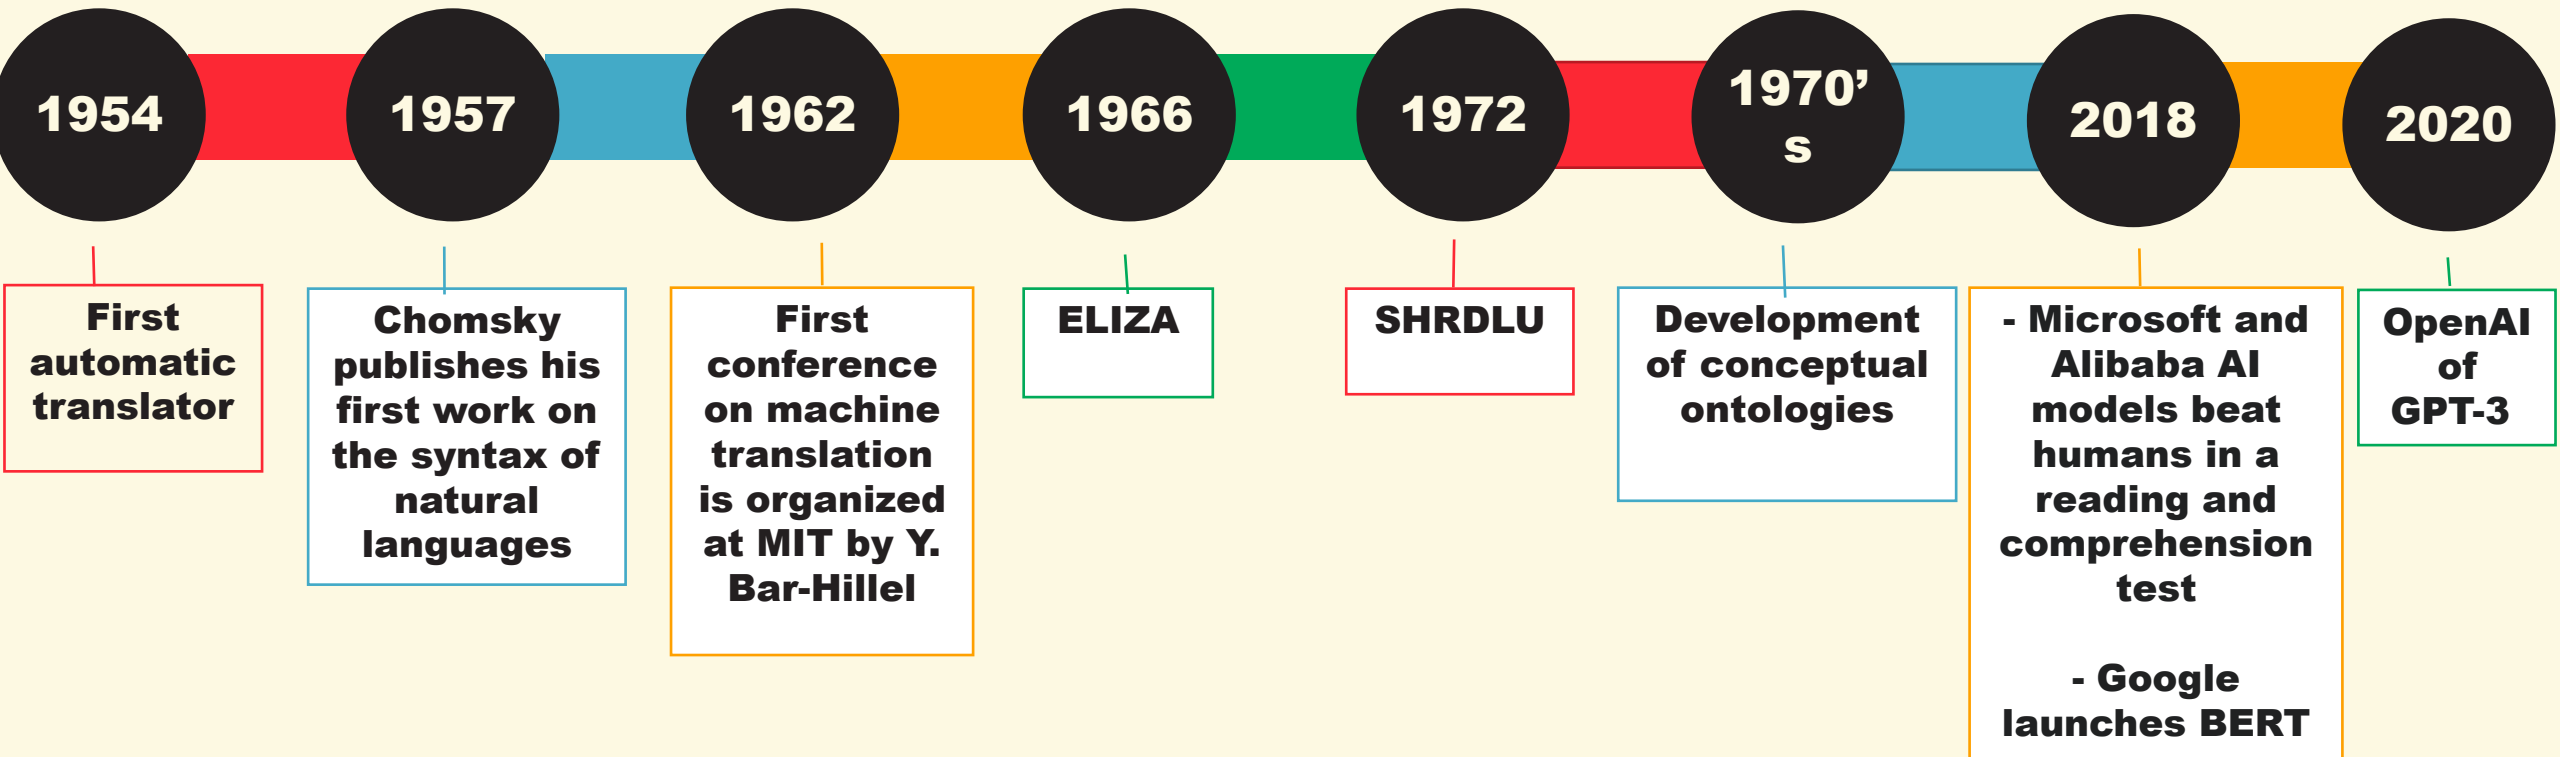 1954
1957
1962
1966
1972
1970’
s
2018
2020
First
automatic
translator
Chomsky
publishes his
first work on
the syntax of
natural
languages
First
conference
on machine
translation
is organized
at MIT by Y.
Bar-Hillel
ELIZA
SHRDLU
Development
of conceptual
ontologies
- Microsoft and
Alibaba AI
models beat
humans in a
reading and
comprehension
test
- Google
launches BERT
OpenAI
of
GPT-3